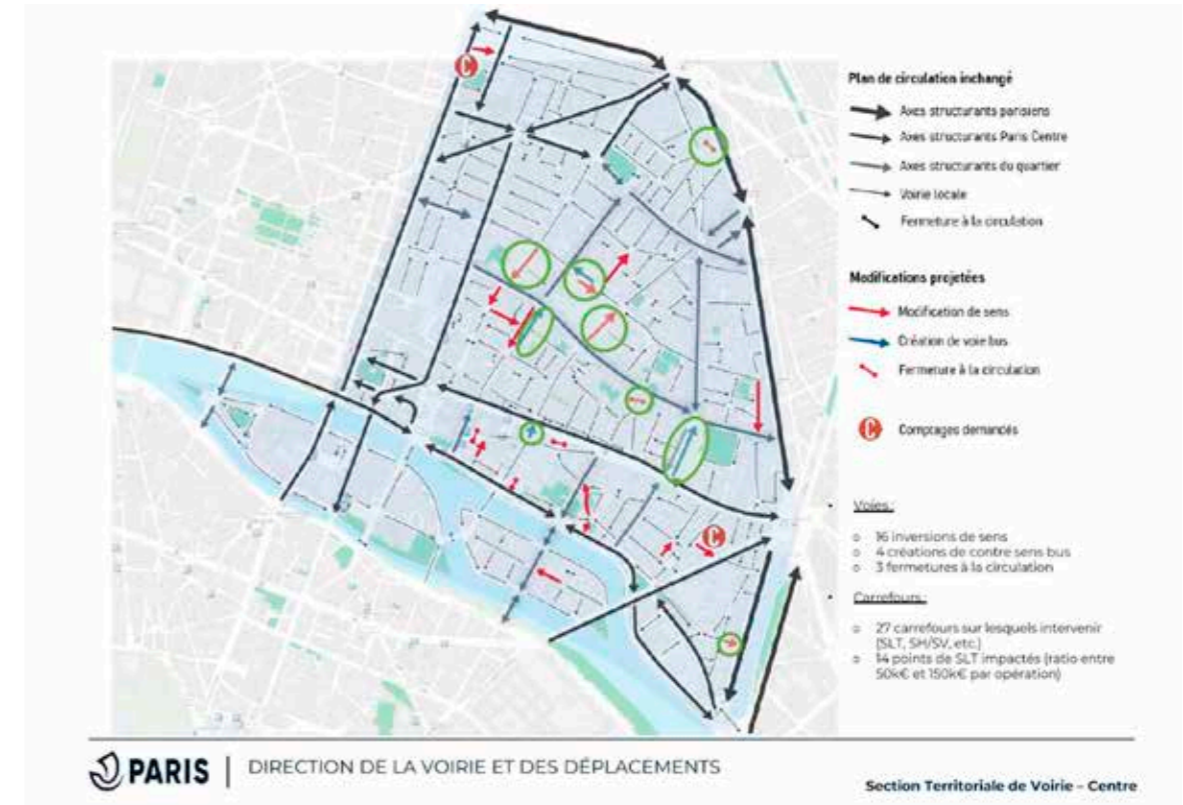 Plan de circulation inchangé
Axes structurants parisiens
Axes structurants Paris Centre
Axes structurants du quartier
Voirie locale
Fermeture à la circulation
Modifications projetées
Modification de sens
Création de voie bus
Fermeture à la circulation
C Comptages demandés
C
C
• Voies :
o 16 inversions de sens
o 4 créations de contre sens bus
o 3 fermetures à la circulation
• Carrefours :
o 27 carrefours sur lesquels intervenir
(SLT, SH/SV, etc.)
o 14 points de SLT impactés (ratio entre
50k€ et 150k€ par opération)
PARIS | DIRECTION DE LA VOIRIE ET DES DÉPLACEMENTS
Section Territoriale de Voirie – Centre